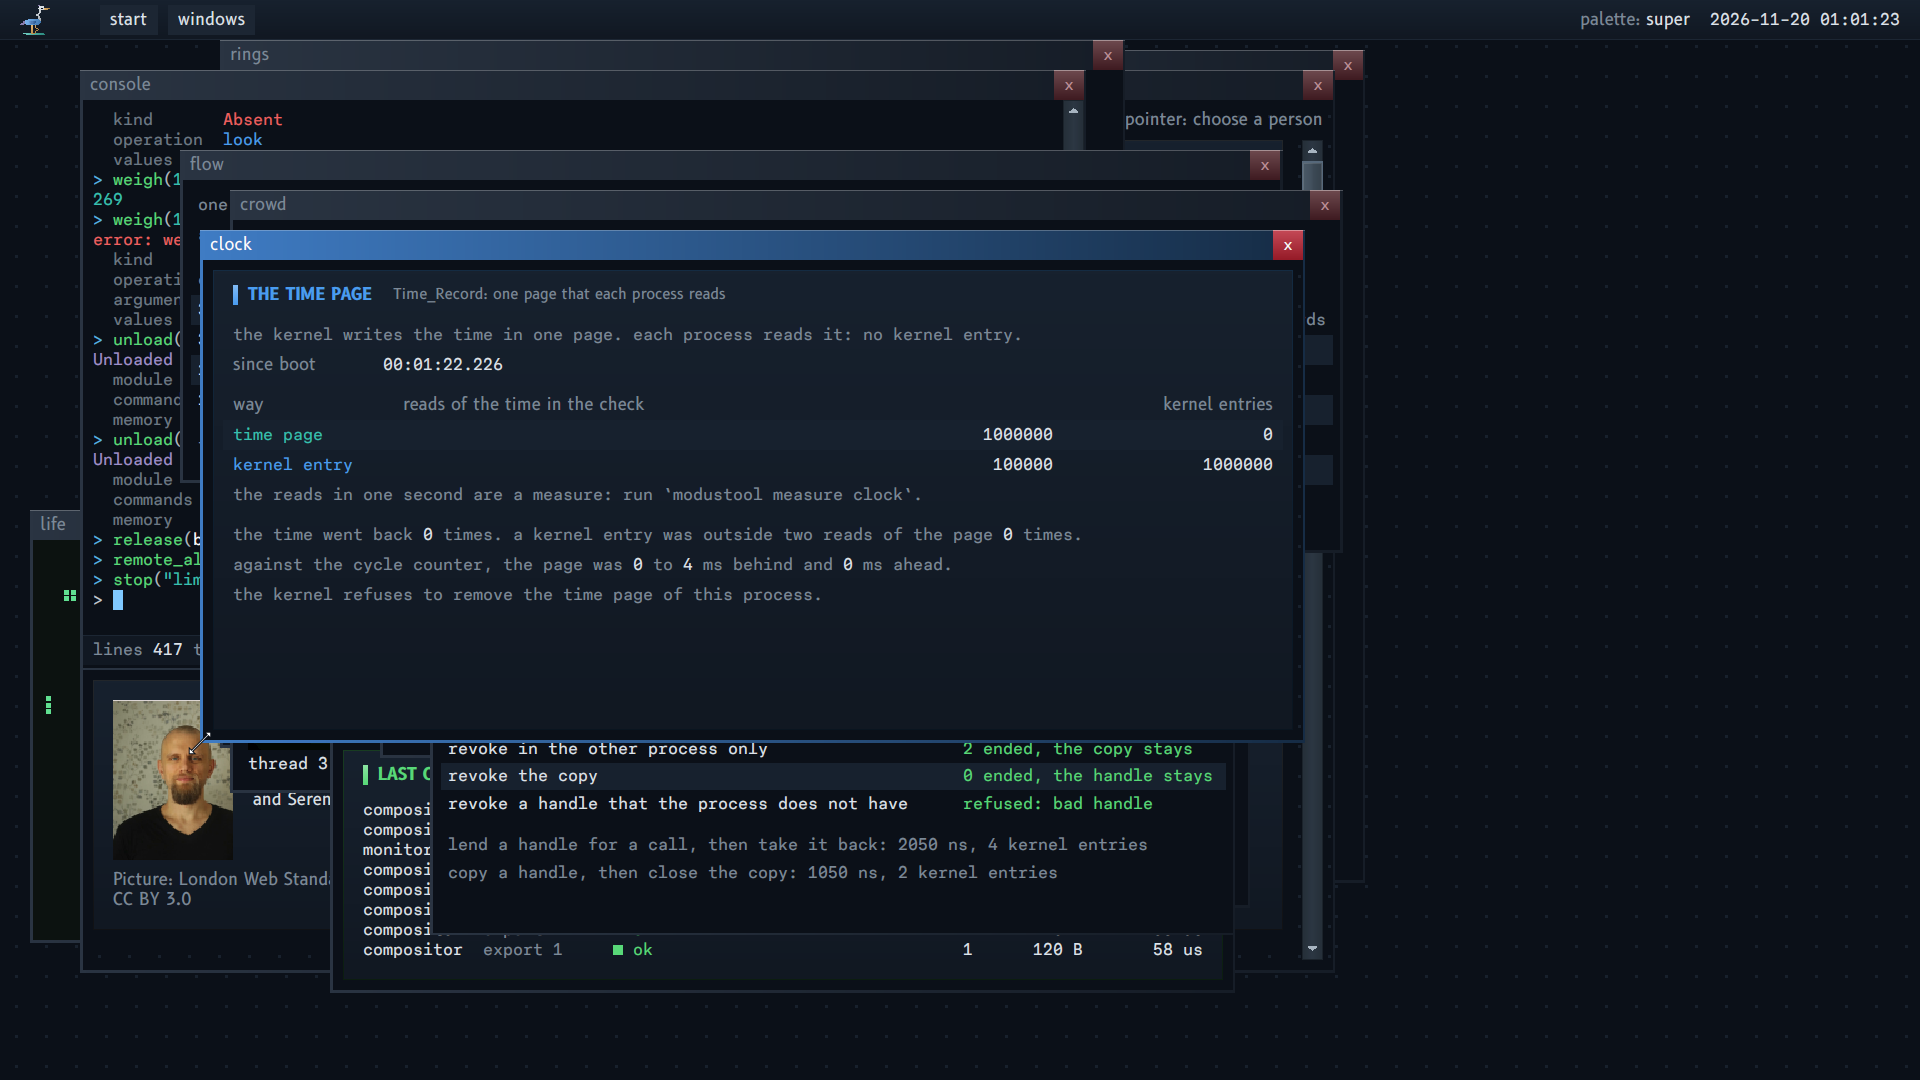 start windows palette: super 2026-11-20 01:01:23
rings x
x
console x
x
kind Absent
pointer: choose a person
operation look
values
flow x
> weigh(1
269
one
crowd x
> weigh(1
error: we
clock x
kind
operati
argumen
values
> unload(
Unloaded
module
command
memory
> unload(
Unloaded
module
commands
memory
> release(b
> remote_al
> stop("lim
>
lines 417 t
THE TIME PAGE Time_Record: one page that each process reads
the kernel writes the time in one page. each process reads it: no kernel entry.
ds
since boot 00:01:22.226
way reads of the time in the check kernel entries
time page 1000000 0
kernel entry 100000 1000000
the reads in one second are a measure: run `modustool measure clock`.
the time went back 0 times. a kernel entry was outside two reads of the page 0 times.
against the cycle counter, the page was 0 to 4 ms behind and 0 ms ahead.
the kernel refuses to remove the time page of this process.
life
thread 3
and Seren
Picture: London Web Standa
CC BY 3.0
LAST C
composi
composi
monitor
composi
composi
composi
composi
compositor export 1 ok 1 120 B 58 us
revoke in the other process only 2 ended, the copy stays
revoke the copy 0 ended, the handle stays
revoke a handle that the process does not have refused: bad handle
lend a handle for a call, then take it back: 2050 ns, 4 kernel entries
copy a handle, then close the copy: 1050 ns, 2 kernel entries